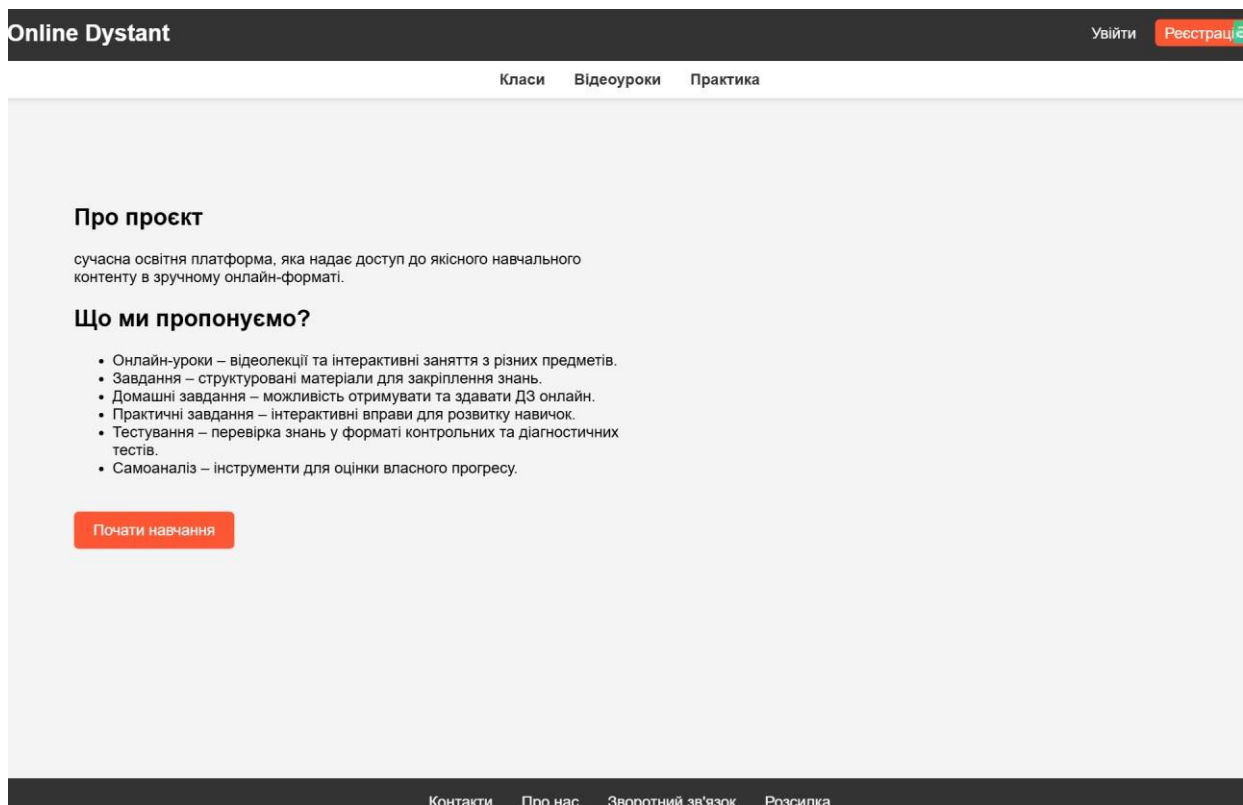 Online Dystant
Увійти
Класи Відеоуроки Практика
Про проєкт
сучасна освітня платформа, яка надає доступ до якісного навчального
контенту в зручному онлайн-форматі.
Що ми пропонуємо?
• Онлайн-уроки – відеолекції та інтерактивні заняття з різних предметів.
• Завдання – структуровані матеріали для закріплення знань.
• Домашні завдання – можливість отримувати та здавати ДЗ онлайн.
• Практичні завдання – інтерактивні вправи для розвитку навичок.
• Тестування – перевірка знань у форматі контрольних та діагностичних
тестів.
• Самоаналіз – інструменти для оцінки власного прогресу.
Почати навчання
Контакти Про нас Зворотний зв'язок Розсилка